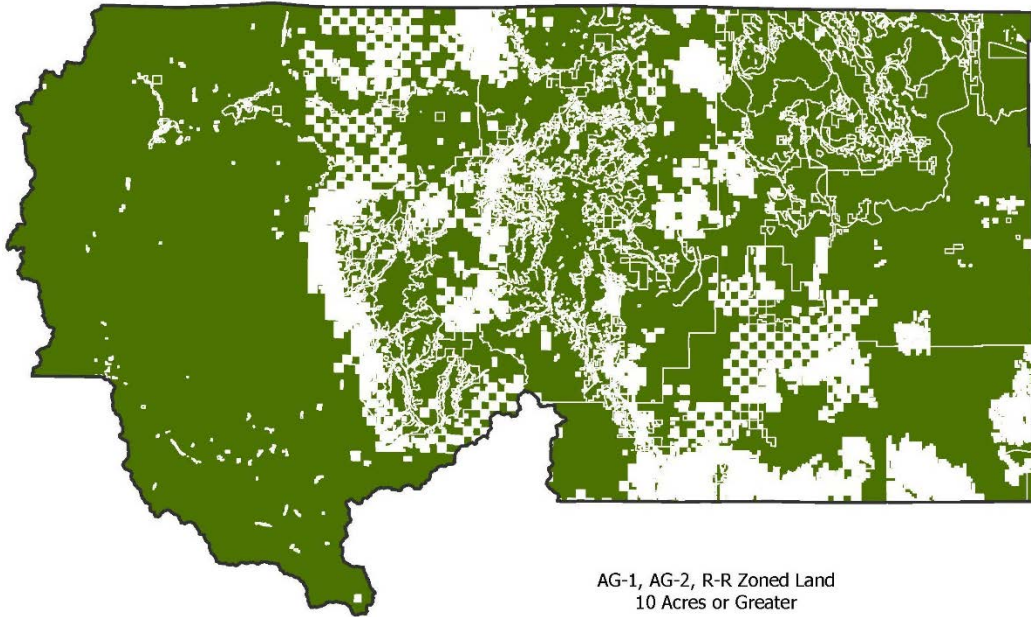 AG-1, AG-2, R-R Zoned Land
10 Acres or Greater